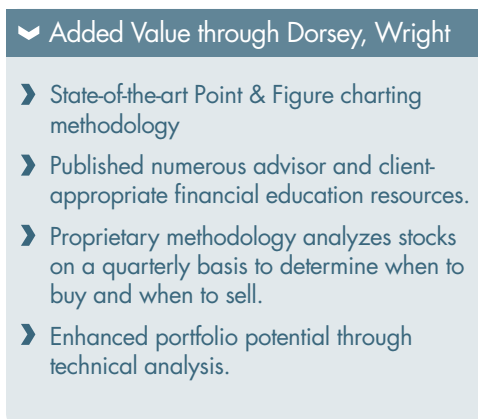 Added Value through Dorsey, Wright
State-of-the-art Point & Figure charting
methodology
Published numerous advisor and client-
appropriate financial education resources.
Proprietary methodology analyzes stocks
on a quarterly basis to determine when to
buy and when to sell.
Enhanced portfolio potential through
technical analysis.